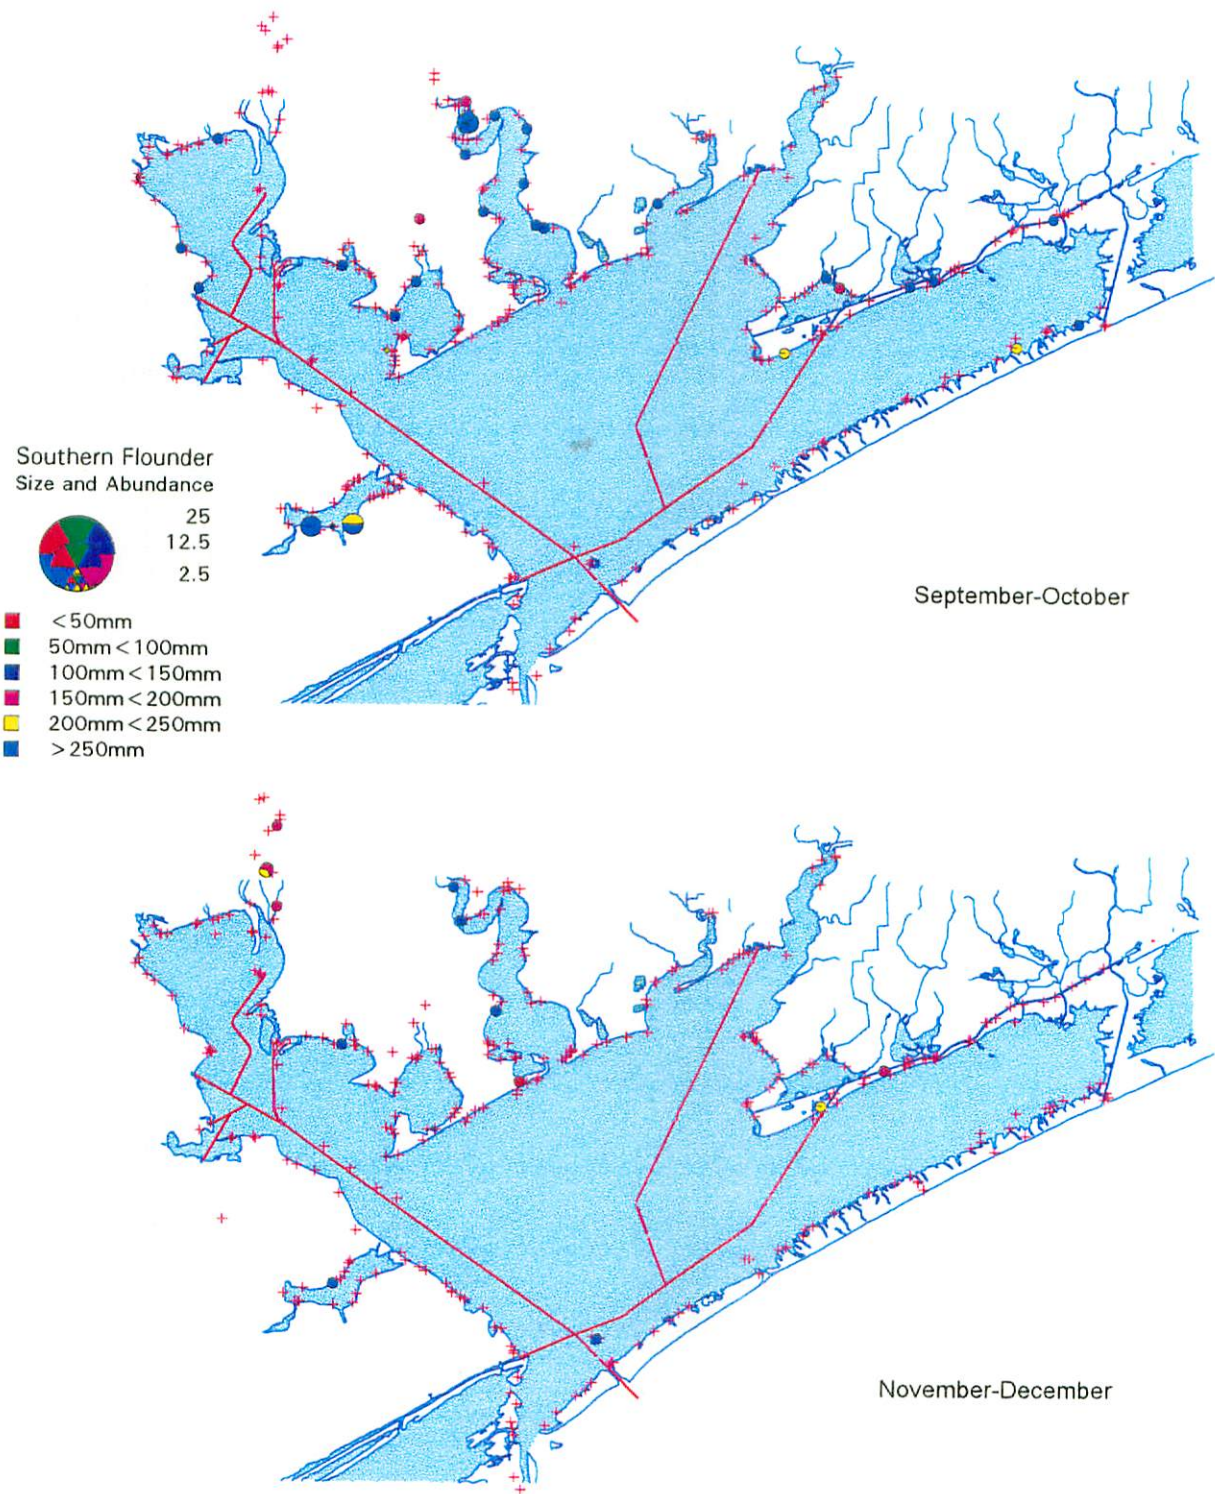 Southern Flounder
Size and Abundance
25
12.5
2.5
<50mm
50mm<100mm
100mm<150mm
150mm<200mm
200mm<250mm
>250mm
September-October
November-December